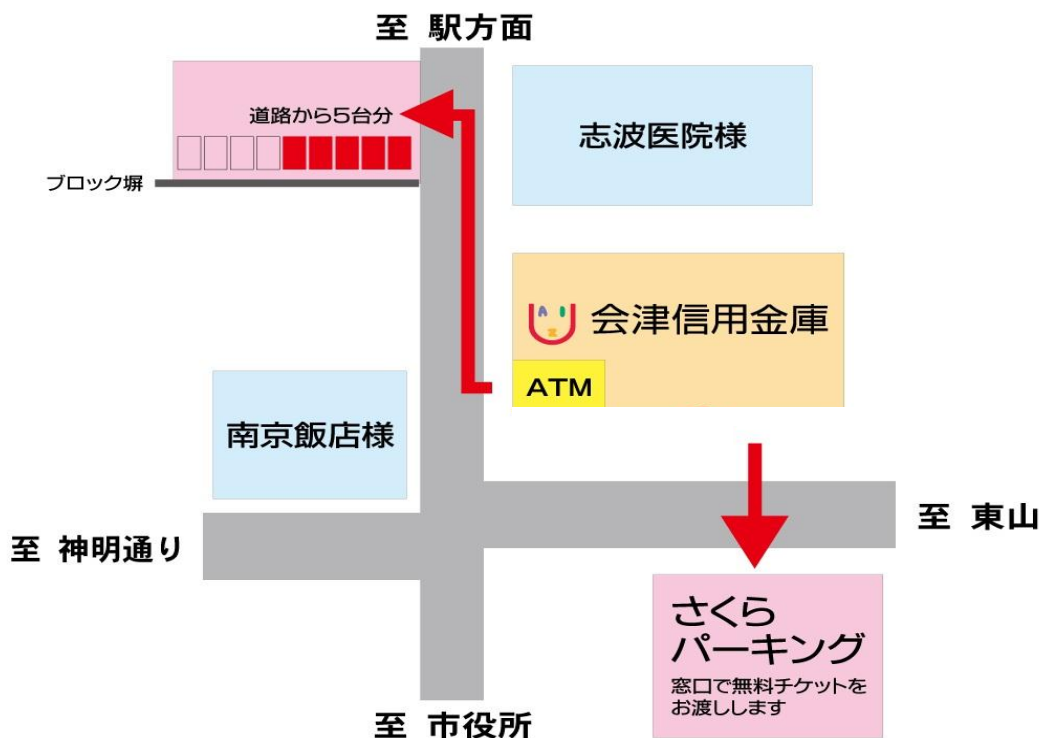 至 駅方面
道路から5台分
志波医院様
ブロック塀
AIZ
会津信用金庫
ATM
南京飯店様
至 東山
至 神明通り
さくら
パーキング
窓口で無料チケットを
お渡しします
至 市役所